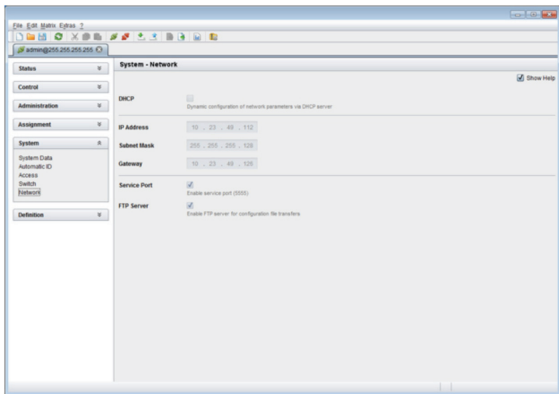 File Edit Matrix Extras ?
admin@255.255.255.255
Status
System - Network
Show Help
Control
DHCP
Dynamic configuration of network parameters via DHCP server
Administration
Assignment
IP Address 10 . 23 . 48 . 112
System
Subnet Mask 255 . 255 . 255 . 128
System Data
Automatic ID
Gateway 10 . 23 . 48 . 126
Access
Switch
Network
Service Port
Enable service port (5555)
FTP Server
Enable FTP server for configuration file transfers
Definition